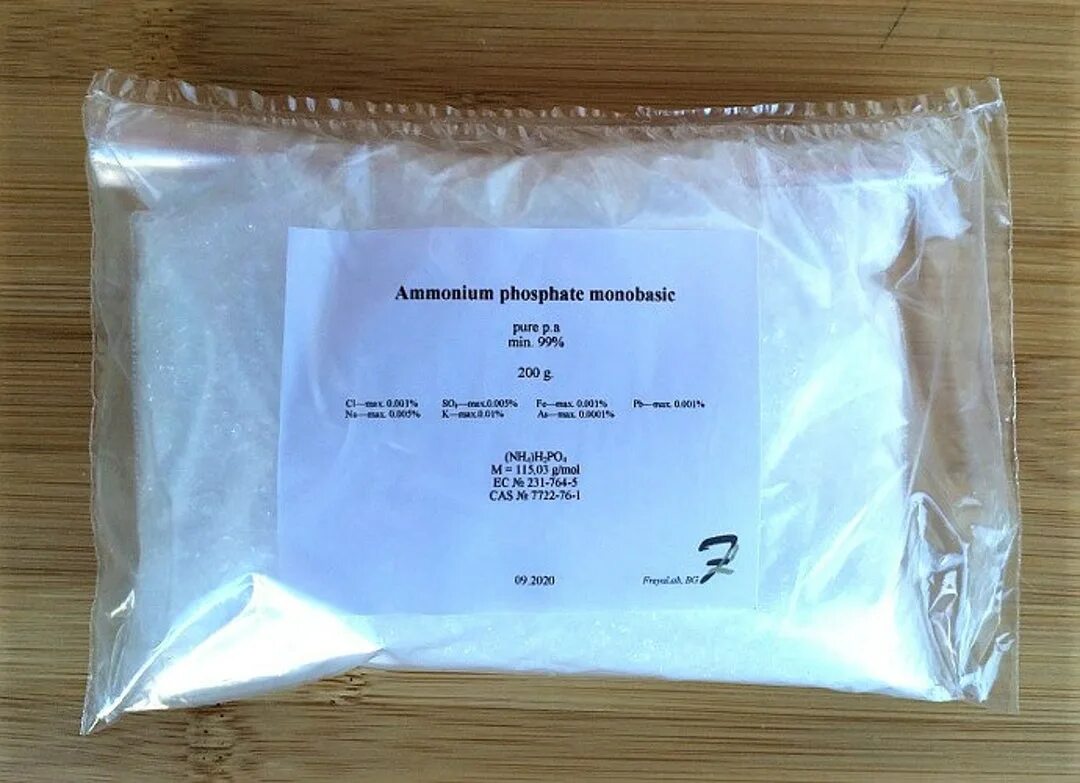 Ammonium phosphate monobasic
pure p.a
min. 99%
200 g.
Cl—max. 0.001% SO₄—max.0.005% Fe—max. 0.001% Pb—max. 0.001%
Na—max. 0.005% K—max.0.01% As—max. 0.0001%
(NH₄)H₂PO₄
M = 115,03 g/mol
EC № 231-764-5
CAS № 7722-76-1
09.2020 FreyaLab, BG